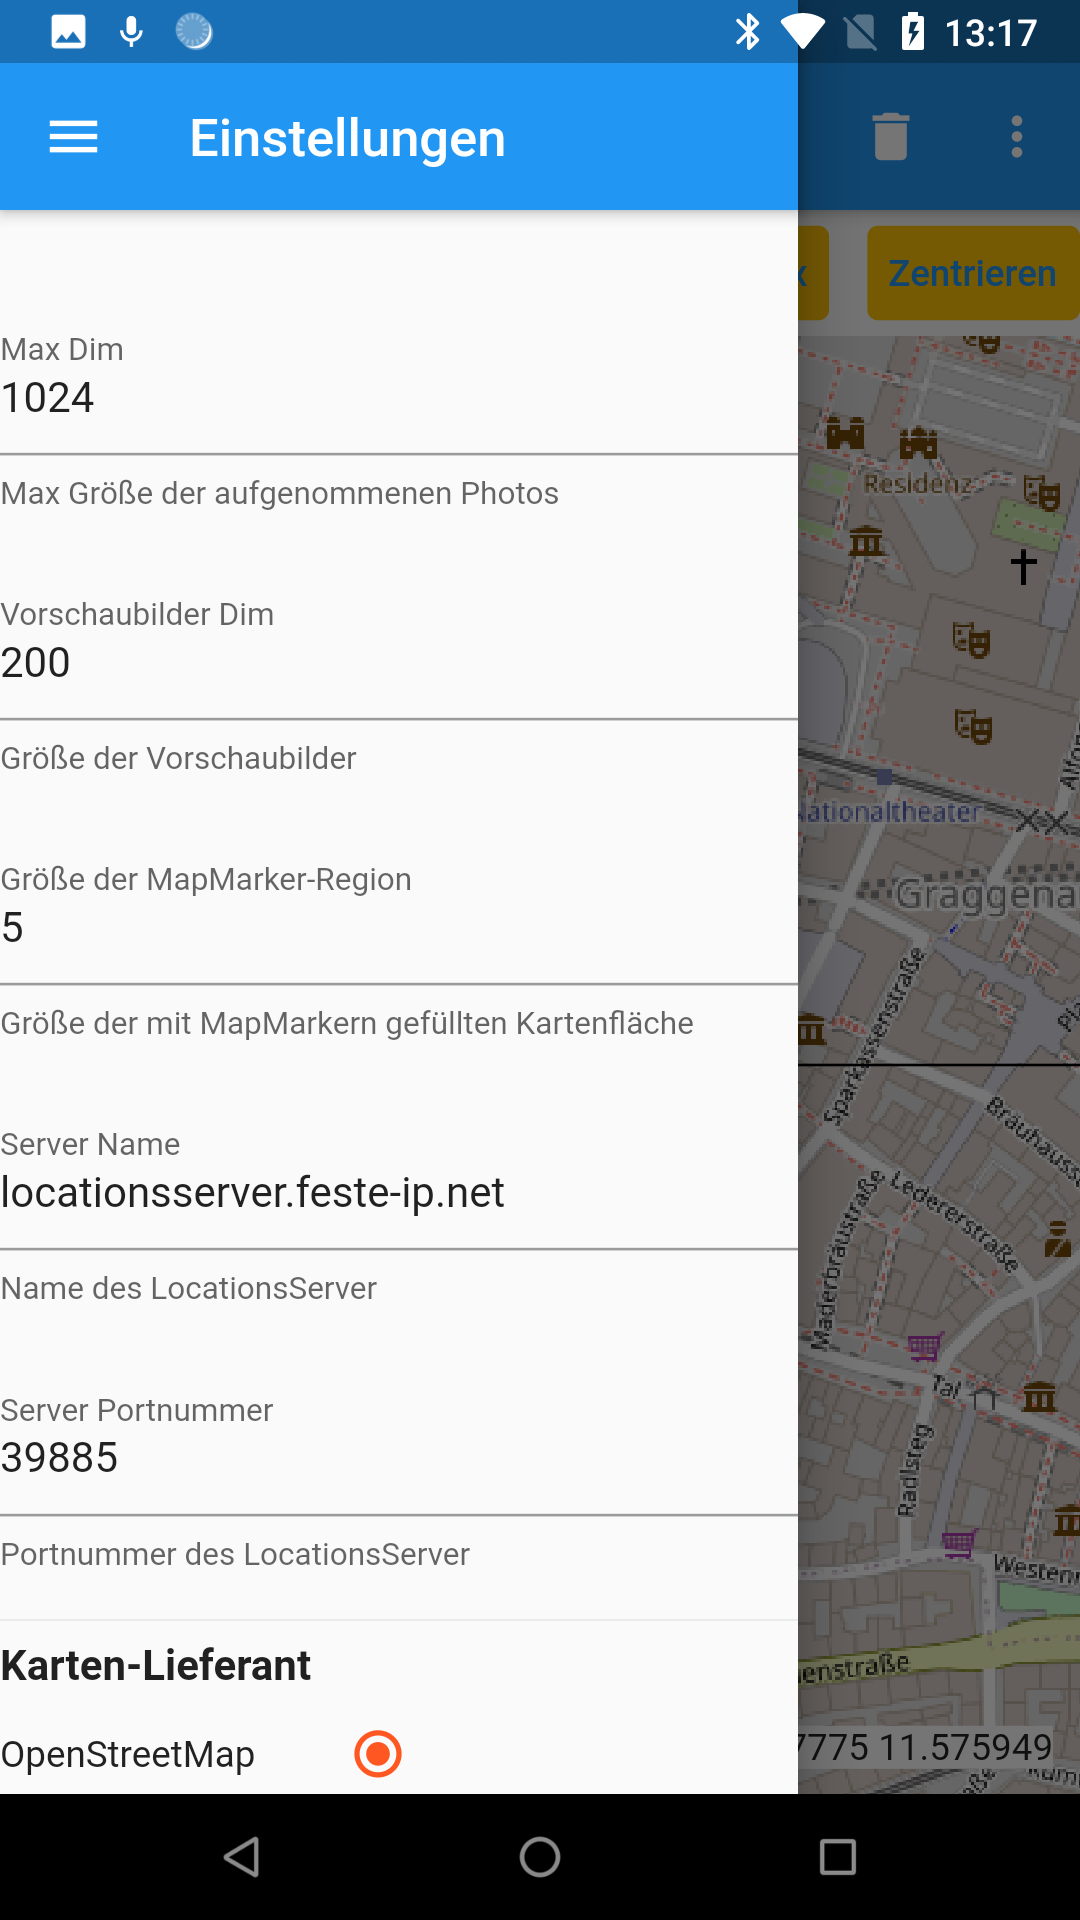 13:17
Einstellungen
Zentrieren
Max Dim
1024
Max Größe der aufgenommenen Photos
Vorschaubilder Dim
200
Größe der Vorschaubilder
Größe der MapMarker-Region
5
Größe der mit MapMarkern gefüllten Kartenfläche
Server Name
locationsserver.feste-ip.net
Name des LocationsServer
Server Portnummer
39885
Portnummer des LocationsServer
Karten-Lieferant
OpenStreetMap
Residenz
Nationaltheater
Graggena
Sparkassenstraße
Bräuhauss
Ledererstraße
Maderbräustraße
Tal
Radlsteg
Westenr
enstraße
7775 11.575949